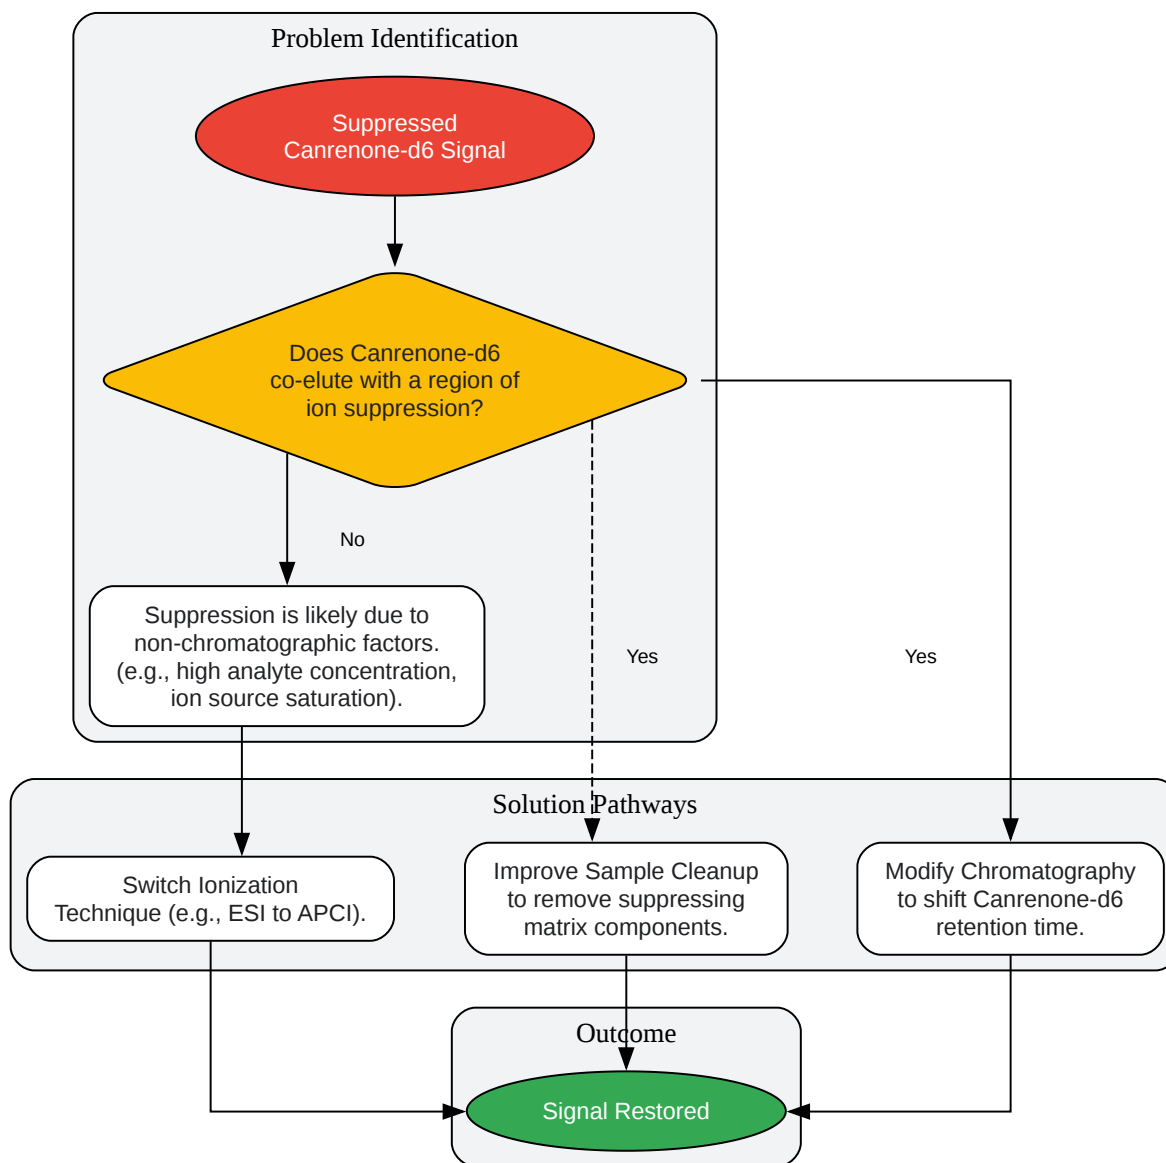 Problem Identification
Suppressed
Canrenone-d6 Signal
Does Canrenone-d6
co-elute with a region of
ion suppression?
No
Suppression is likely due to
non-chromatographic factors.
(e.g., high analyte concentration,
ion source saturation).
Yes
Yes
Solution Pathways
Switch Ionization
Technique (e.g., ESI to APCI).
Improve Sample Cleanup
to remove suppressing
matrix components.
Modify Chromatography
to shift Canrenone-d6
retention time.
Outcome
Signal Restored